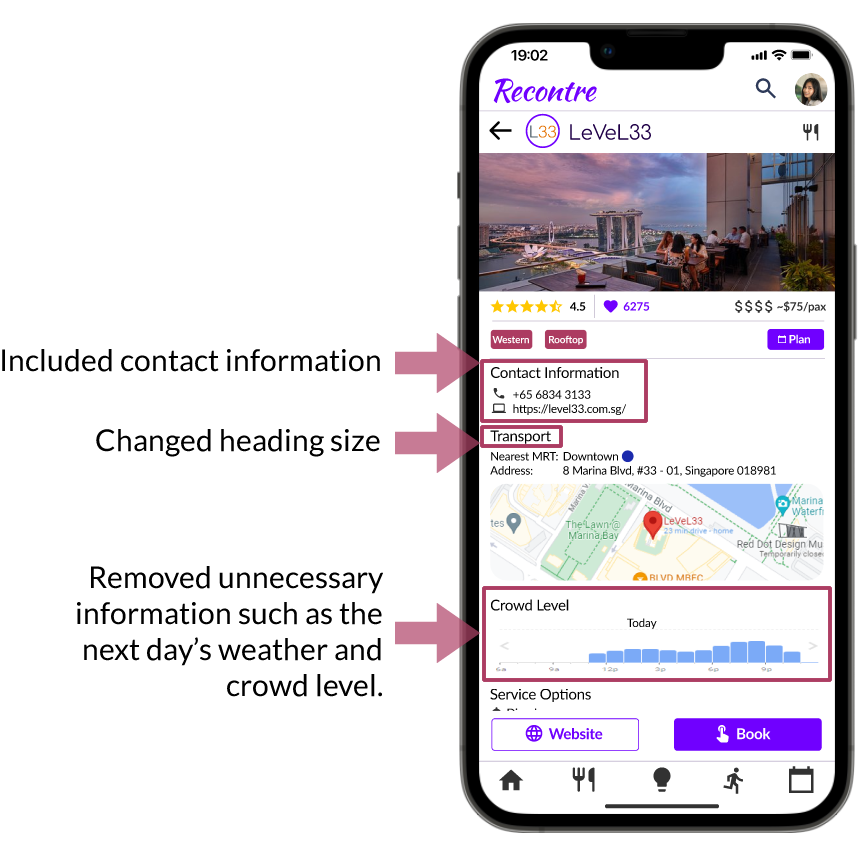 19:02
Recontre
L33 LeVeL33
4.5 6275 $$$$ ~$75/pax
Western Rooftop Plan
Included contact information
Contact Information
+65 6834 3133
https://level33.com.sg/
Changed heading size
Transport
Nearest MRT: Downtown
Address: 8 Marina Blvd, #33 - 01, Singapore 018981
Marina
Marina Blvd
Marina
Waterf
tes
The Lawn @
Marina Bay
LeVeL33
23 min drive - home
Red Dot Design Mu
Temporarily close
BLVD MBFC
Removed unnecessary
information such as the
next day's weather and
crowd level.
Crowd Level
Today
< >
6a 9a 12p 3p 6p 9p
Service Options
Website Book